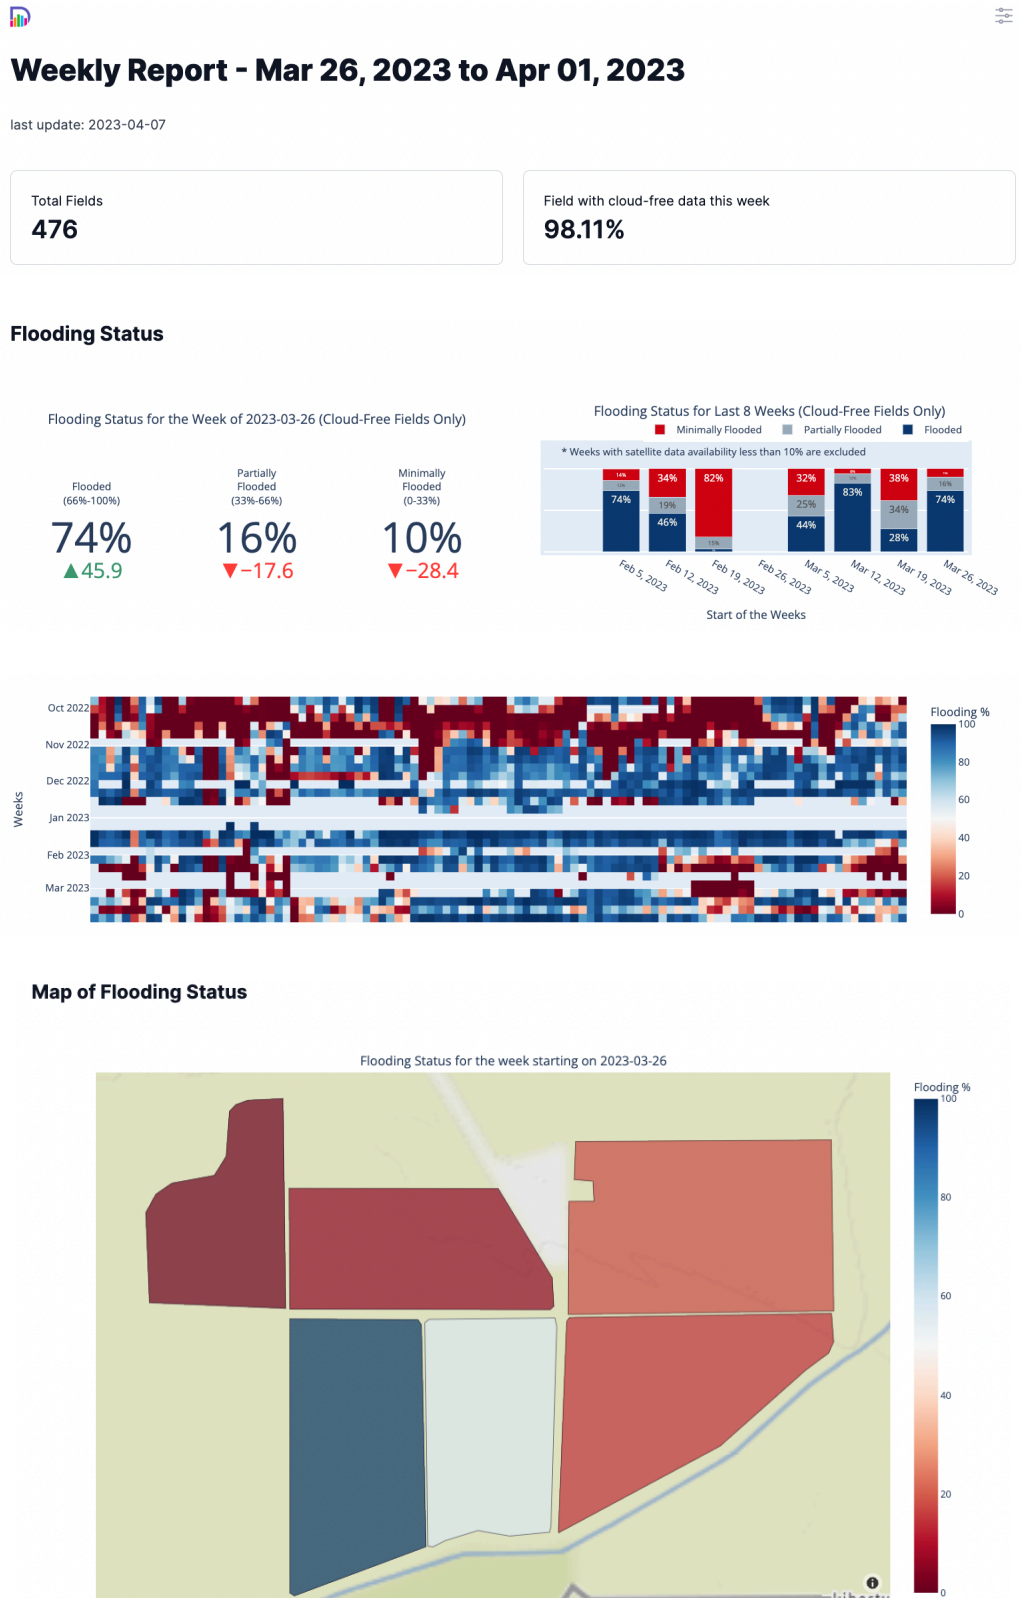 Weekly Report - Mar 26, 2023 to Apr 01, 2023
last update: 2023-04-07
Total Fields
476
Field with cloud-free data this week
98.11%
Flooding Status
Flooding Status for the Week of 2023-03-26 (Cloud-Free Fields Only)
Flooded
(66%-100%)
74%
▲45.9
Partially
Flooded
(33%-66%)
16%
▼−17.6
Minimally
Flooded
(0-33%)
10%
▼−28.4
Flooding Status for Last 8 Weeks (Cloud-Free Fields Only)
Minimally Flooded Partially Flooded Flooded
* Weeks with satellite data availability less than 10% are excluded
14% 34% 82% 32% 38%
19% 15% 25% 34% 16%
74% 46% 44% 83% 28% 74%
Feb 5, 2023
Feb 12, 2023
Feb 19, 2023
Feb 26, 2023
Mar 5, 2023
Mar 12, 2023
Mar 19, 2023
Mar 26, 2023
Start of the Weeks
Weeks
Oct 2022
Nov 2022
Dec 2022
Jan 2023
Feb 2023
Mar 2023
Flooding %
100
80
60
40
20
0
Map of Flooding Status
Flooding Status for the week starting on 2023-03-26
Flooding %
100
80
60
40
20
0